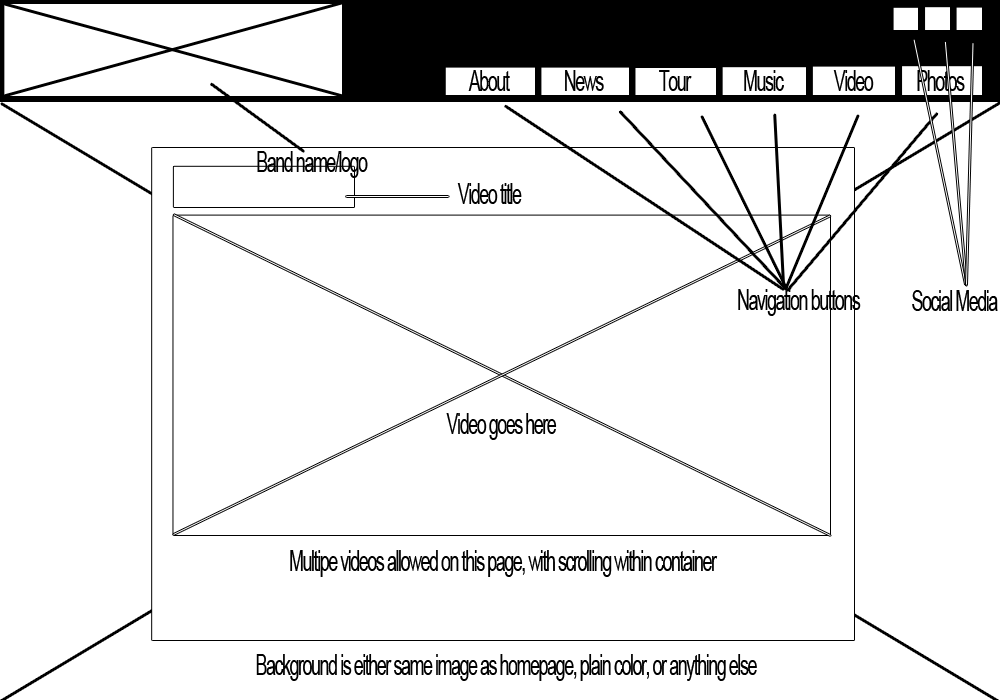 About
News
Tour
Music
Video
Photos
Band name/logo
Video title
Navigation buttons
Social Media
Video goes here
Multipe videos allowed on this page, with scrolling within container
Background is either same image as homepage, plain color, or anything else